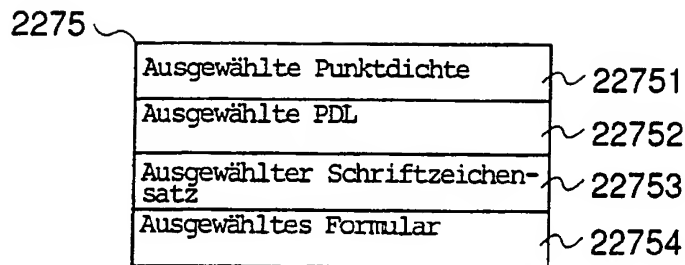 2275
Ausgewählte Punktdichte
22751
Ausgewählte PDL
22752
Ausgewählter Schriftzeichen-
satz
22753
Ausgewähltes Formular
22754